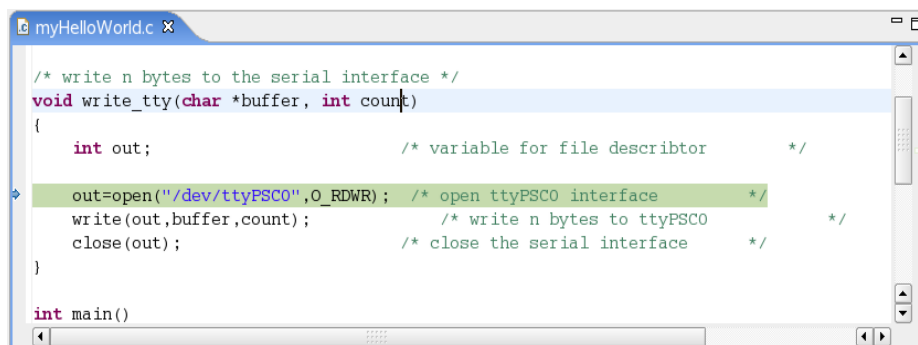 myHelloWorld.c
/* write n bytes to the serial interface */
void write_tty(char *buffer, int count)
{
int out; /* variable for file describtor */
out=open("/dev/ttyPSC0",O_RDWR); /* open ttyPSC0 interface */
write(out,buffer,count); /* write n bytes to ttyPSC0 */
close(out); /* close the serial interface */
}
int main()